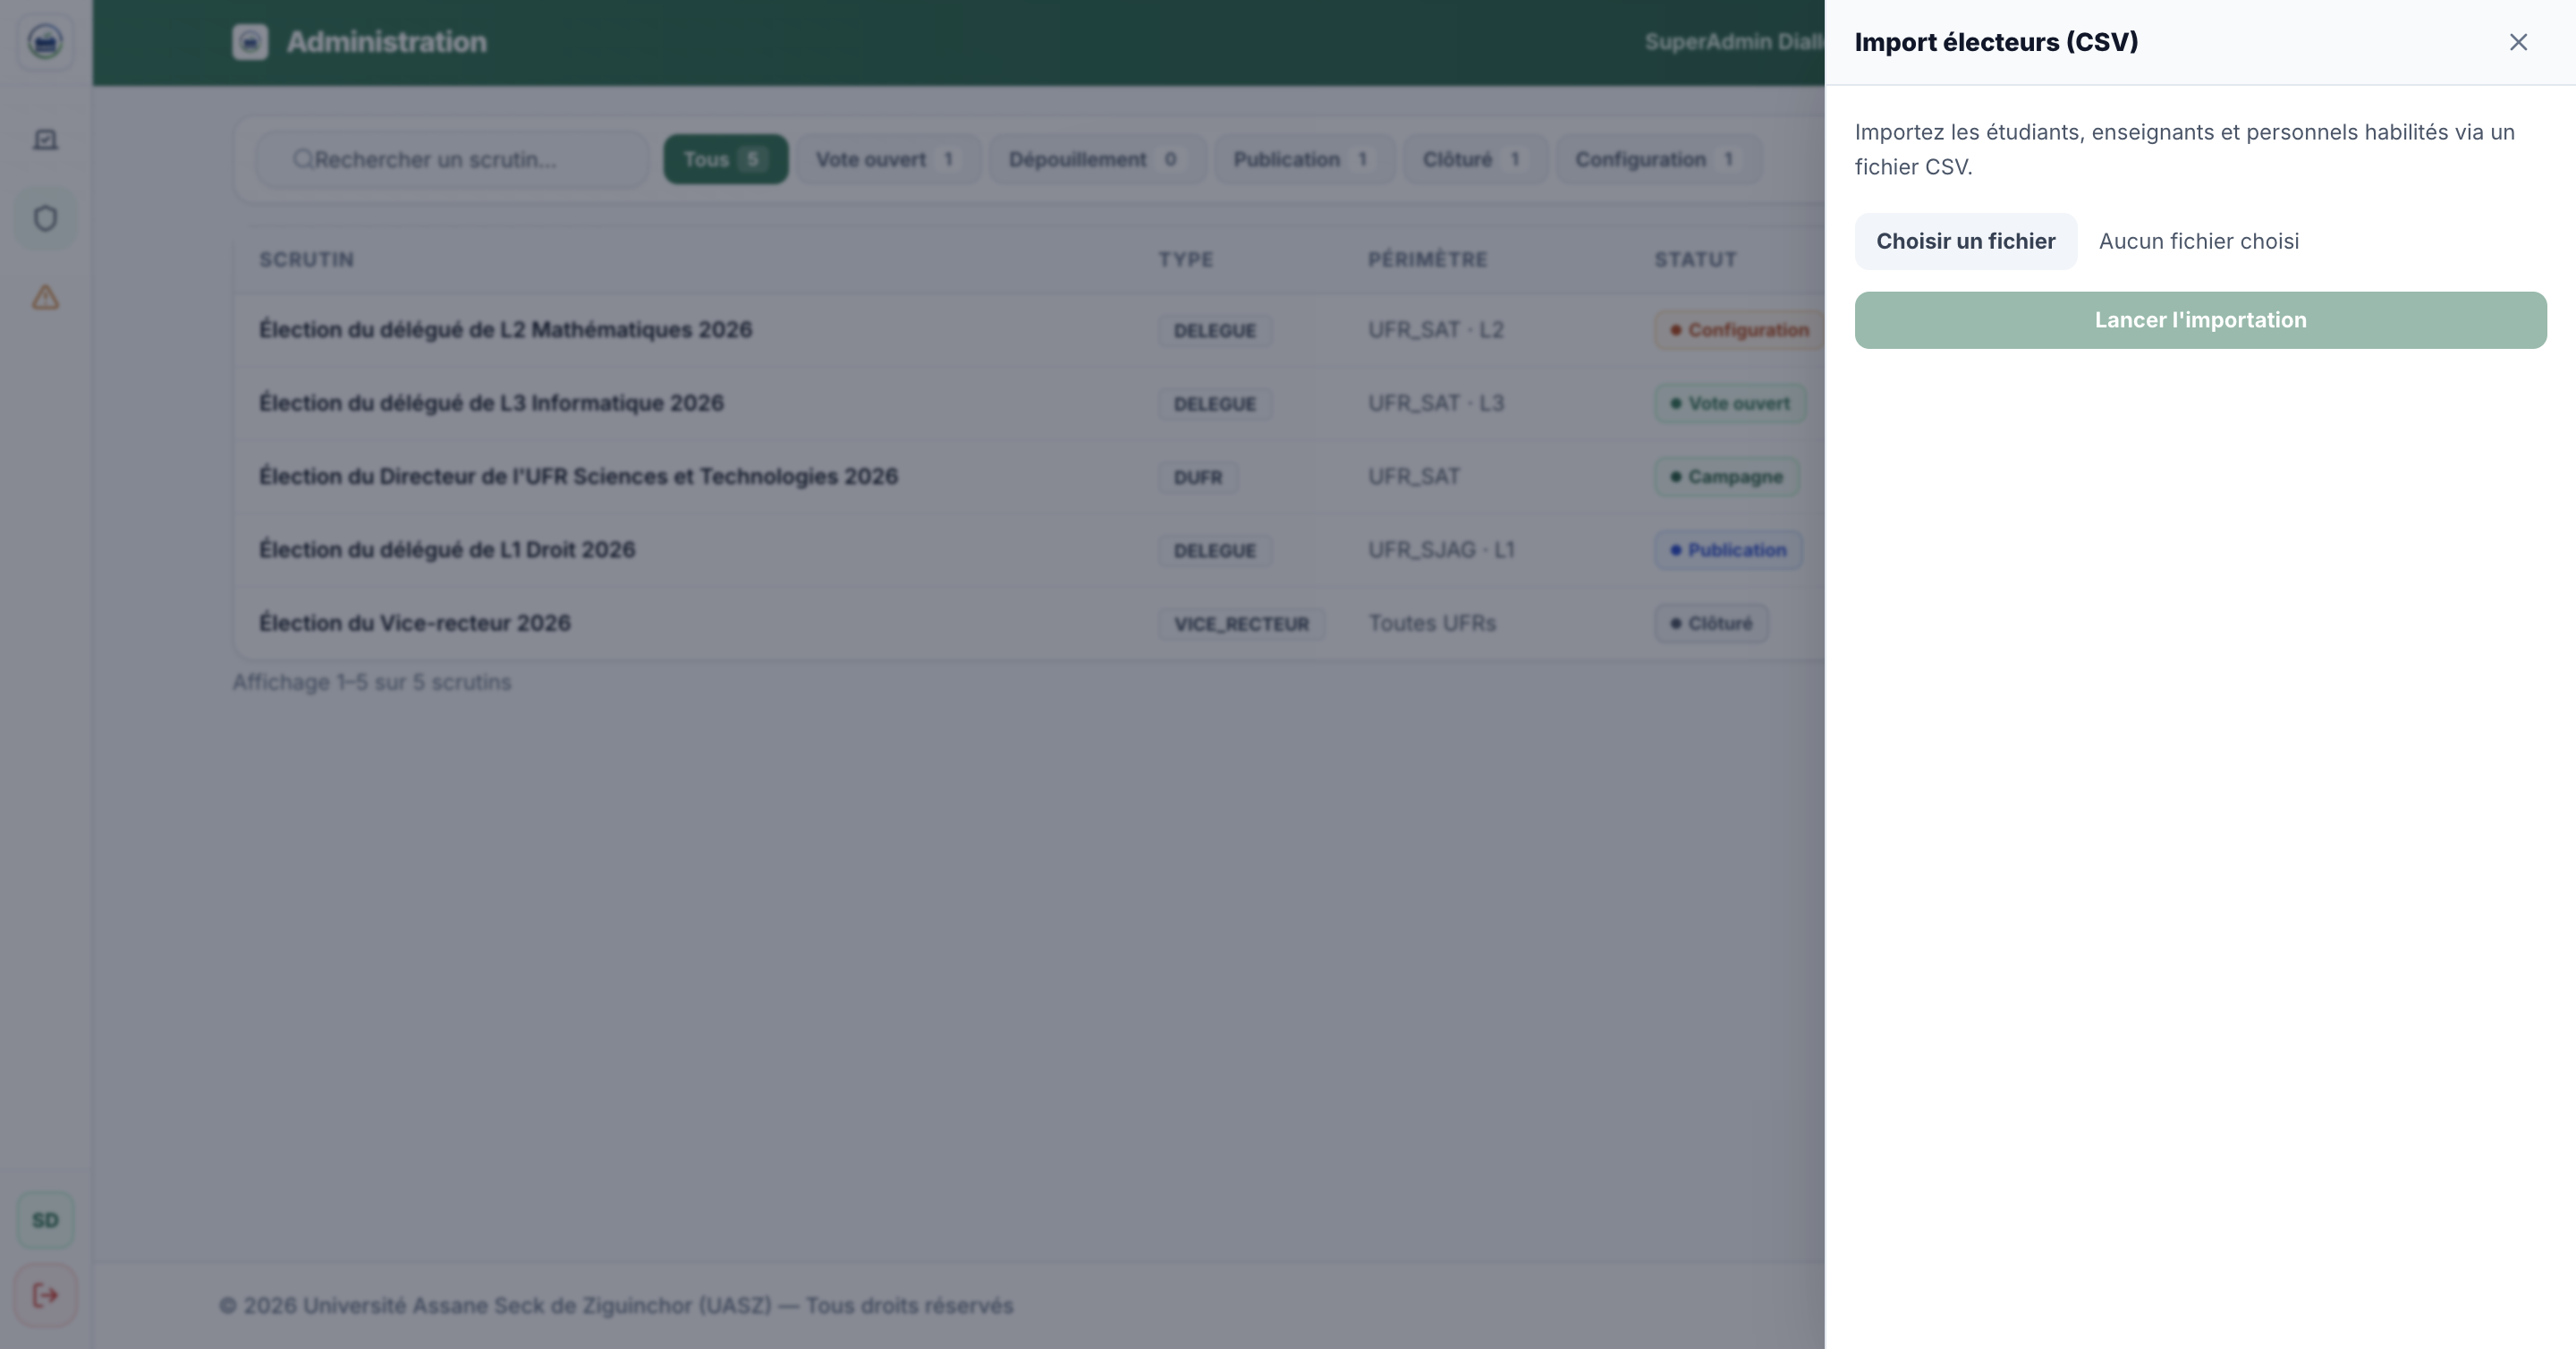 Administration
SuperAdmin Diall
Rechercher un scrutin...
Tous 5
Vote ouvert 1
Dépouillement 0
Publication 1
Clôturé 1
Configuration 1
SCRUTIN TYPE PÉRIMÈTRE STATUT
Élection du délégué de L2 Mathématiques 2026 DELEGUE UFR_SAT · L2 Configuration
Élection du délégué de L3 Informatique 2026 DELEGUE UFR_SAT · L3 Vote ouvert
Élection du Directeur de l'UFR Sciences et Technologies 2026 DUFR UFR_SAT Campagne
Élection du délégué de L1 Droit 2026 DELEGUE UFR_SJAG · L1 Publication
Élection du Vice-recteur 2026 VICE_RECTEUR Toutes UFRs Clôturé
Affichage 1–5 sur 5 scrutins
SD
© 2026 Université Assane Seck de Ziguinchor (UASZ) — Tous droits réservés
Import électeurs (CSV)
Importez les étudiants, enseignants et personnels habilités via un
fichier CSV.
Choisir un fichier Aucun fichier choisi
Lancer l'importation